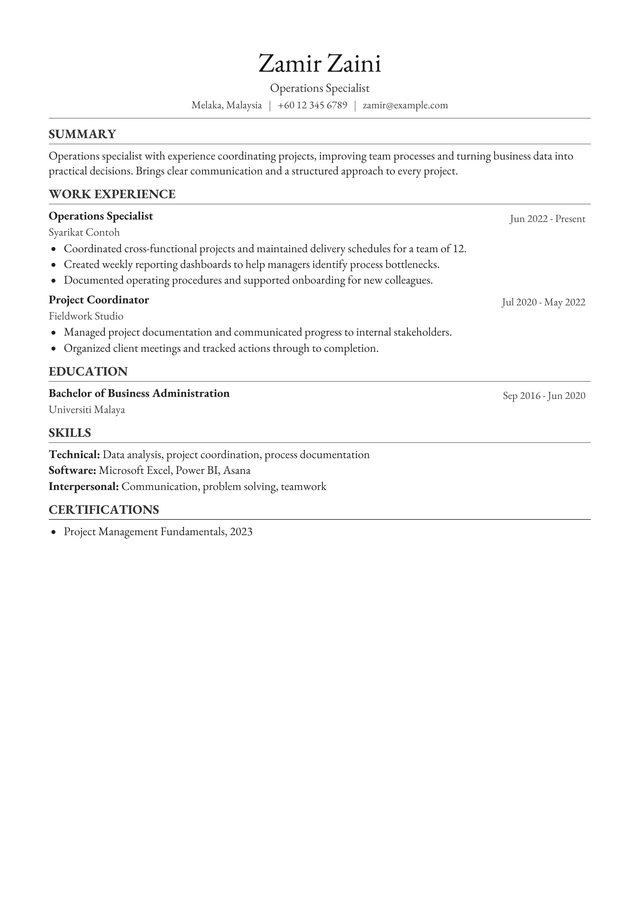 Zamir Zaini
Operations Specialist
Melaka, Malaysia | +60 12 345 6789 | zamir@example.com
SUMMARY
Operations specialist with experience coordinating projects, improving team processes and turning business data into
practical decisions. Brings clear communication and a structured approach to every project.
WORK EXPERIENCE
Operations Specialist Jun 2022 - Present
Syarikat Contoh
• Coordinated cross-functional projects and maintained delivery schedules for a team of 12.
• Created weekly reporting dashboards to help managers identify process bottlenecks.
• Documented operating procedures and supported onboarding for new colleagues.
Project Coordinator Jul 2020 - May 2022
Fieldwork Studio
• Managed project documentation and communicated progress to internal stakeholders.
• Organized client meetings and tracked actions through to completion.
EDUCATION
Bachelor of Business Administration Sep 2016 - Jun 2020
Universiti Malaya
SKILLS
Technical: Data analysis, project coordination, process documentation
Software: Microsoft Excel, Power BI, Asana
Interpersonal: Communication, problem solving, teamwork
CERTIFICATIONS
• Project Management Fundamentals, 2023